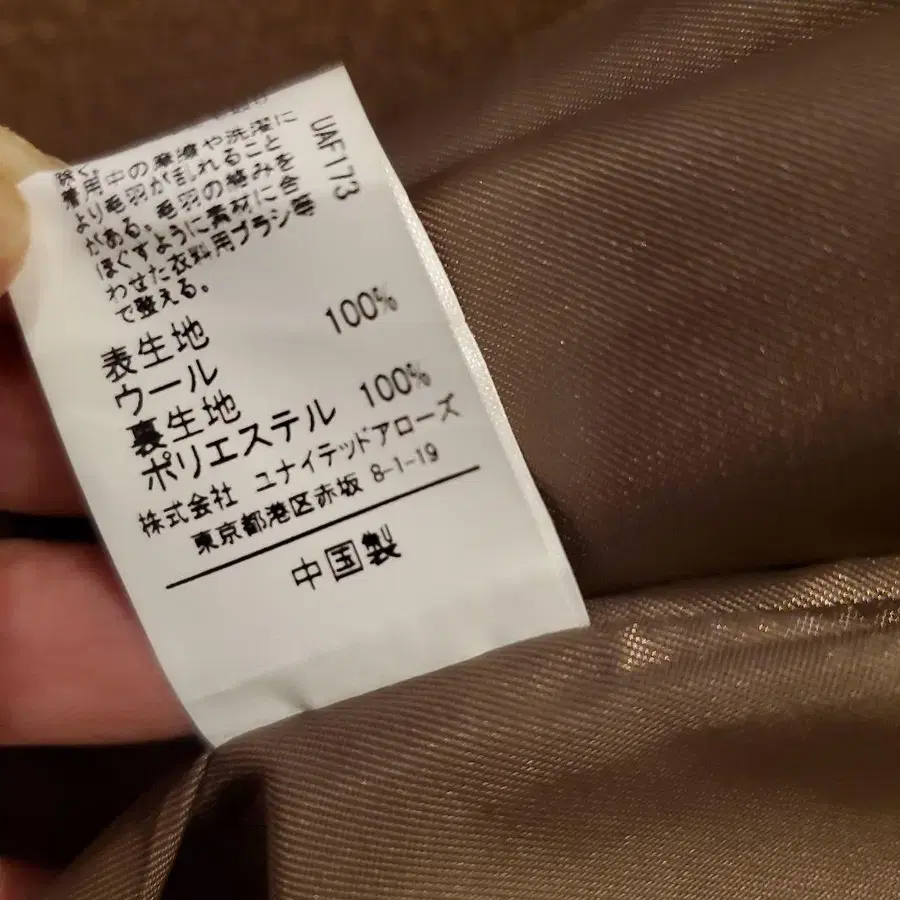 除く。
着用中の摩擦や洗濯に
より毛羽が乱れること
がある。毛羽の絡みを
ほぐすように素材に合
わせた衣料用ブラシ等
で整える。
UAF173
表生地
ウール 100%
裏生地
ポリエステル 100%
株式会社 ユナイテッドアローズ
東京都港区赤坂 8-1-19
中国製